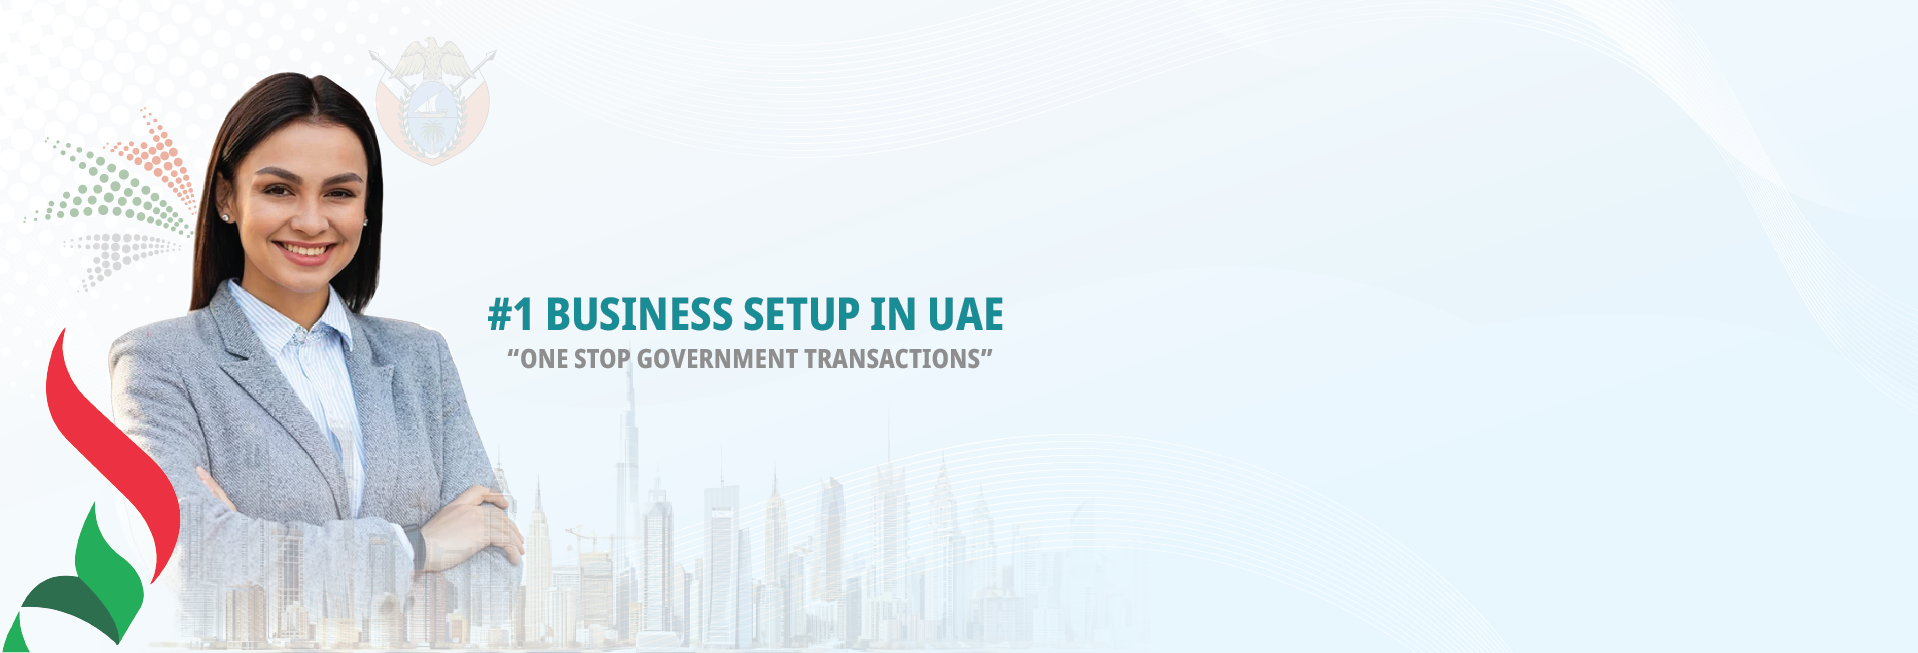 #1 BUSINESS SETUP IN UAE
“ONE STOP GOVERNMENT TRANSACTIONS”